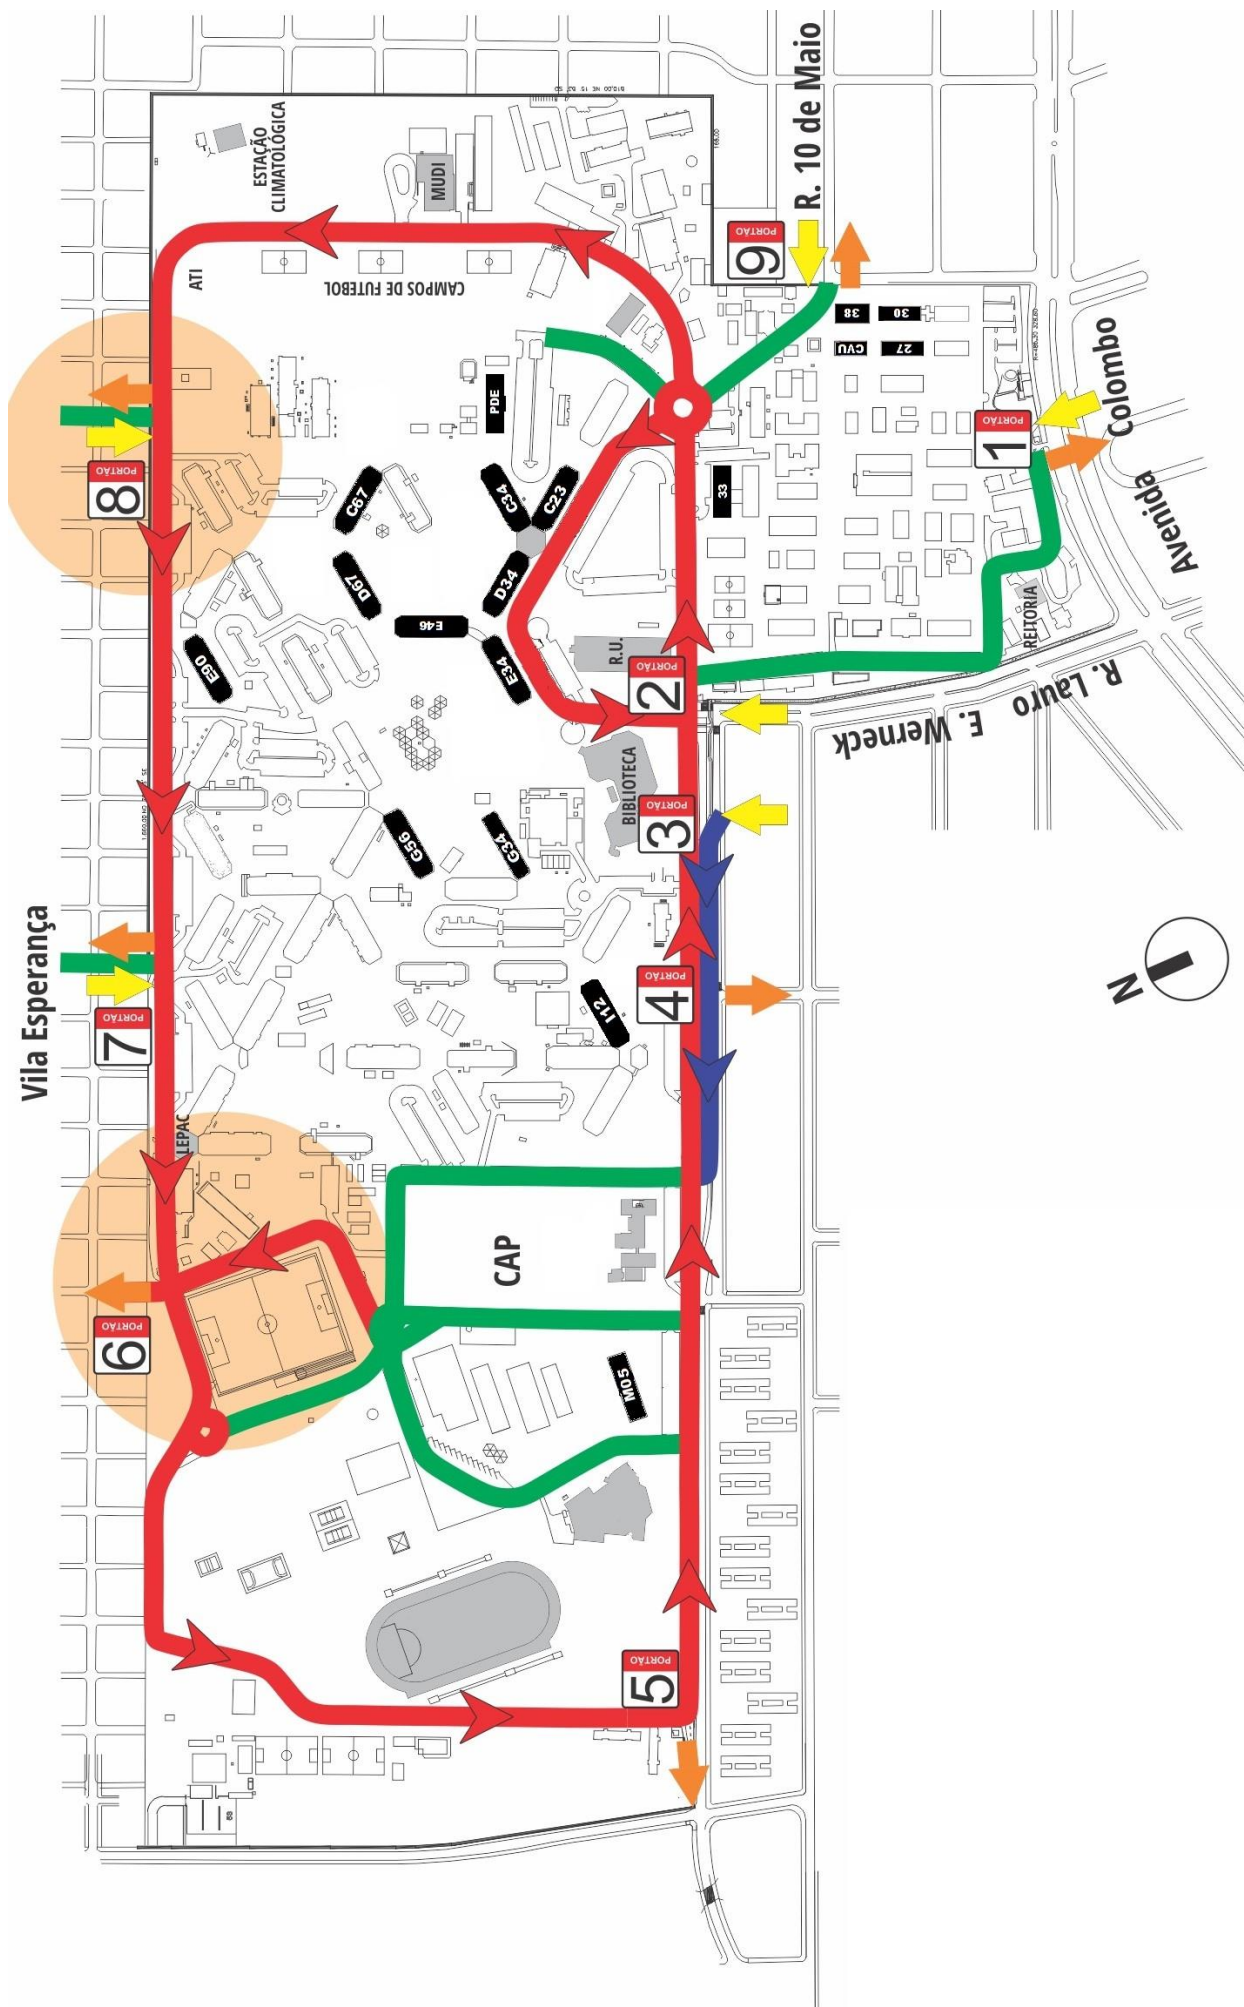 R. 10 de Maio
ESTAÇÃO
CLIMATOLÓGICA
MUDI
168.00
CAMPOS DE FUTEBOL
ATI
PORTÃO
9
38
30
CVU
27
PORTÃO
1
Avenida
Colombo
PDE
PORTÃO
8
C67
C34
C23
33
D67
D34
E46
E34
E90
R.U.
REITORIA
PORTÃO
2
R. Lauro
E. Werneck
BIBLIOTECA
PORTÃO
3
G56
G34
Vila Esperança
PORTÃO
7
PORTÃO
4
I12
N
LEPAC
CAP
PORTÃO
6
M05
PORTÃO
5